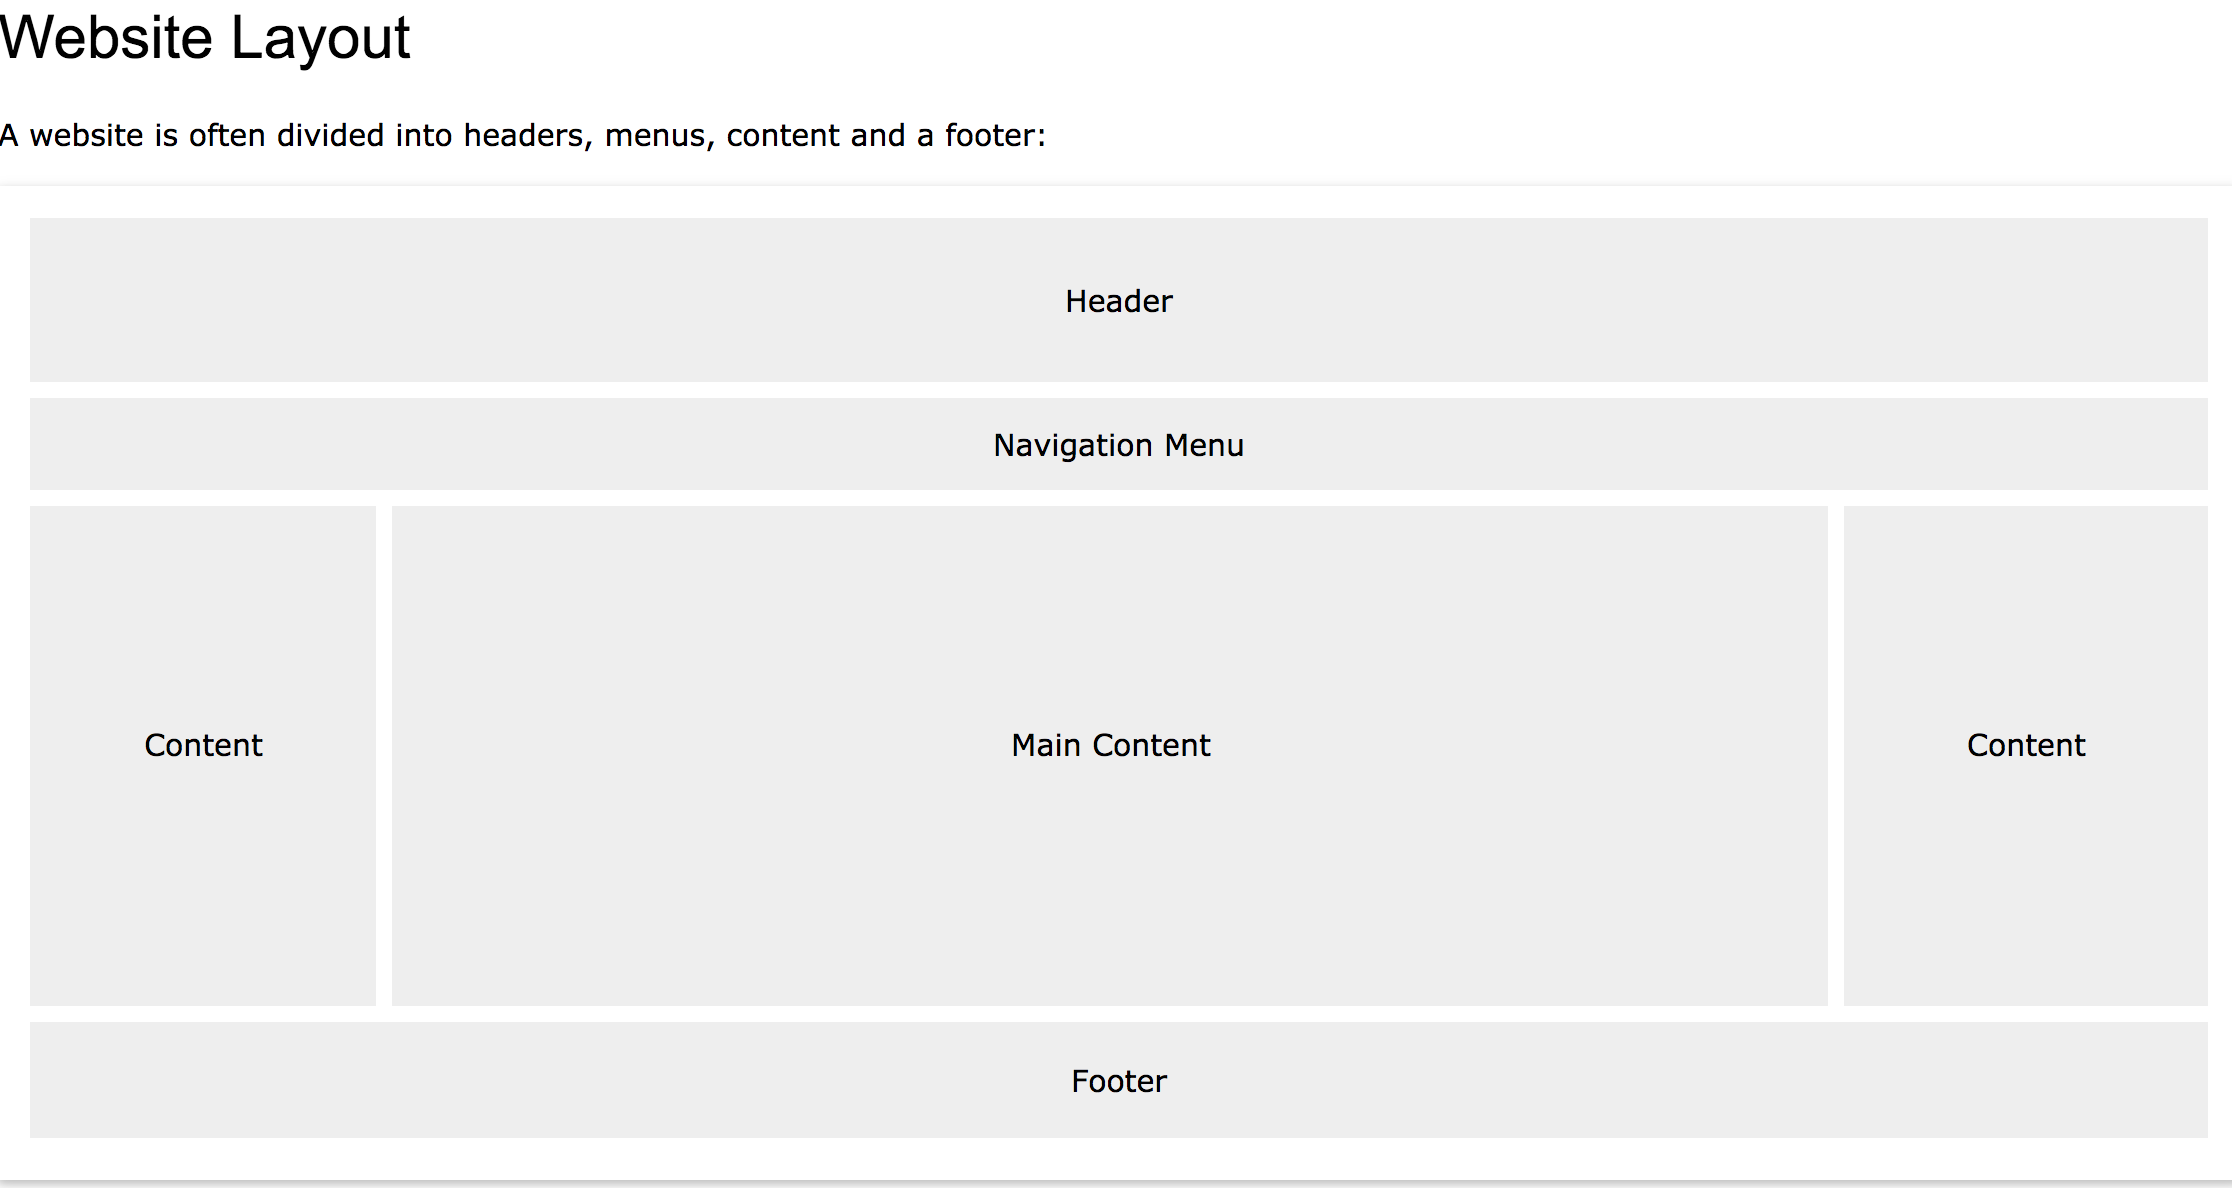 Website Layout
A website is often divided into headers, menus, content and a footer:
Header
Navigation Menu
Content
Main Content
Content
Footer